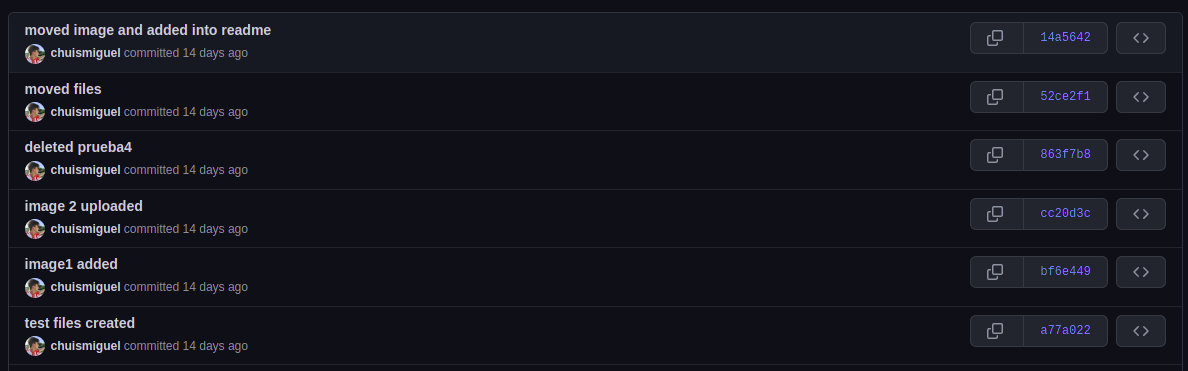 moved image and added into readme
14a5642
chuismiguel committed 14 days ago
moved files
52ce2f1
chuismiguel committed 14 days ago
deleted prueba4
863f7b8
chuismiguel committed 14 days ago
image 2 uploaded
cc20d3c
chuismiguel committed 14 days ago
image1 added
bf6e449
chuismiguel committed 14 days ago
test files created
a77a022
chuismiguel committed 14 days ago